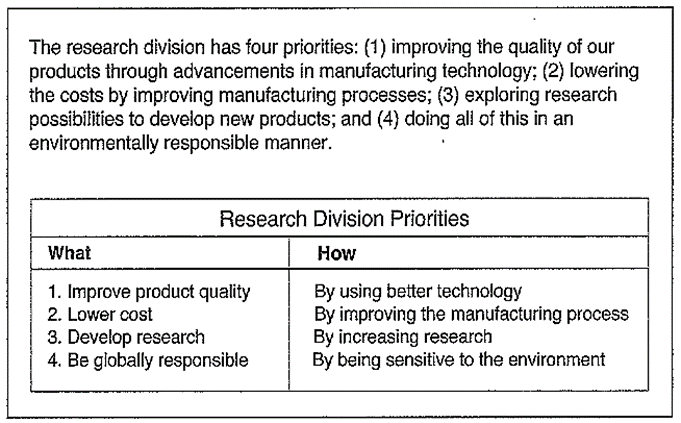 The research division has four priorities: (1) improving the quality of our
products through advancements in manufacturing technology; (2) lowering
the costs by improving manufacturing processes; (3) exploring research
possibilities to develop new products; and (4) doing all of this in an
environmentally responsible manner.
Research Division Priorities
What How
1. Improve product quality By using better technology
2. Lower cost By improving the manufacturing process
3. Develop research By increasing research
4. Be globally responsible By being sensitive to the environment